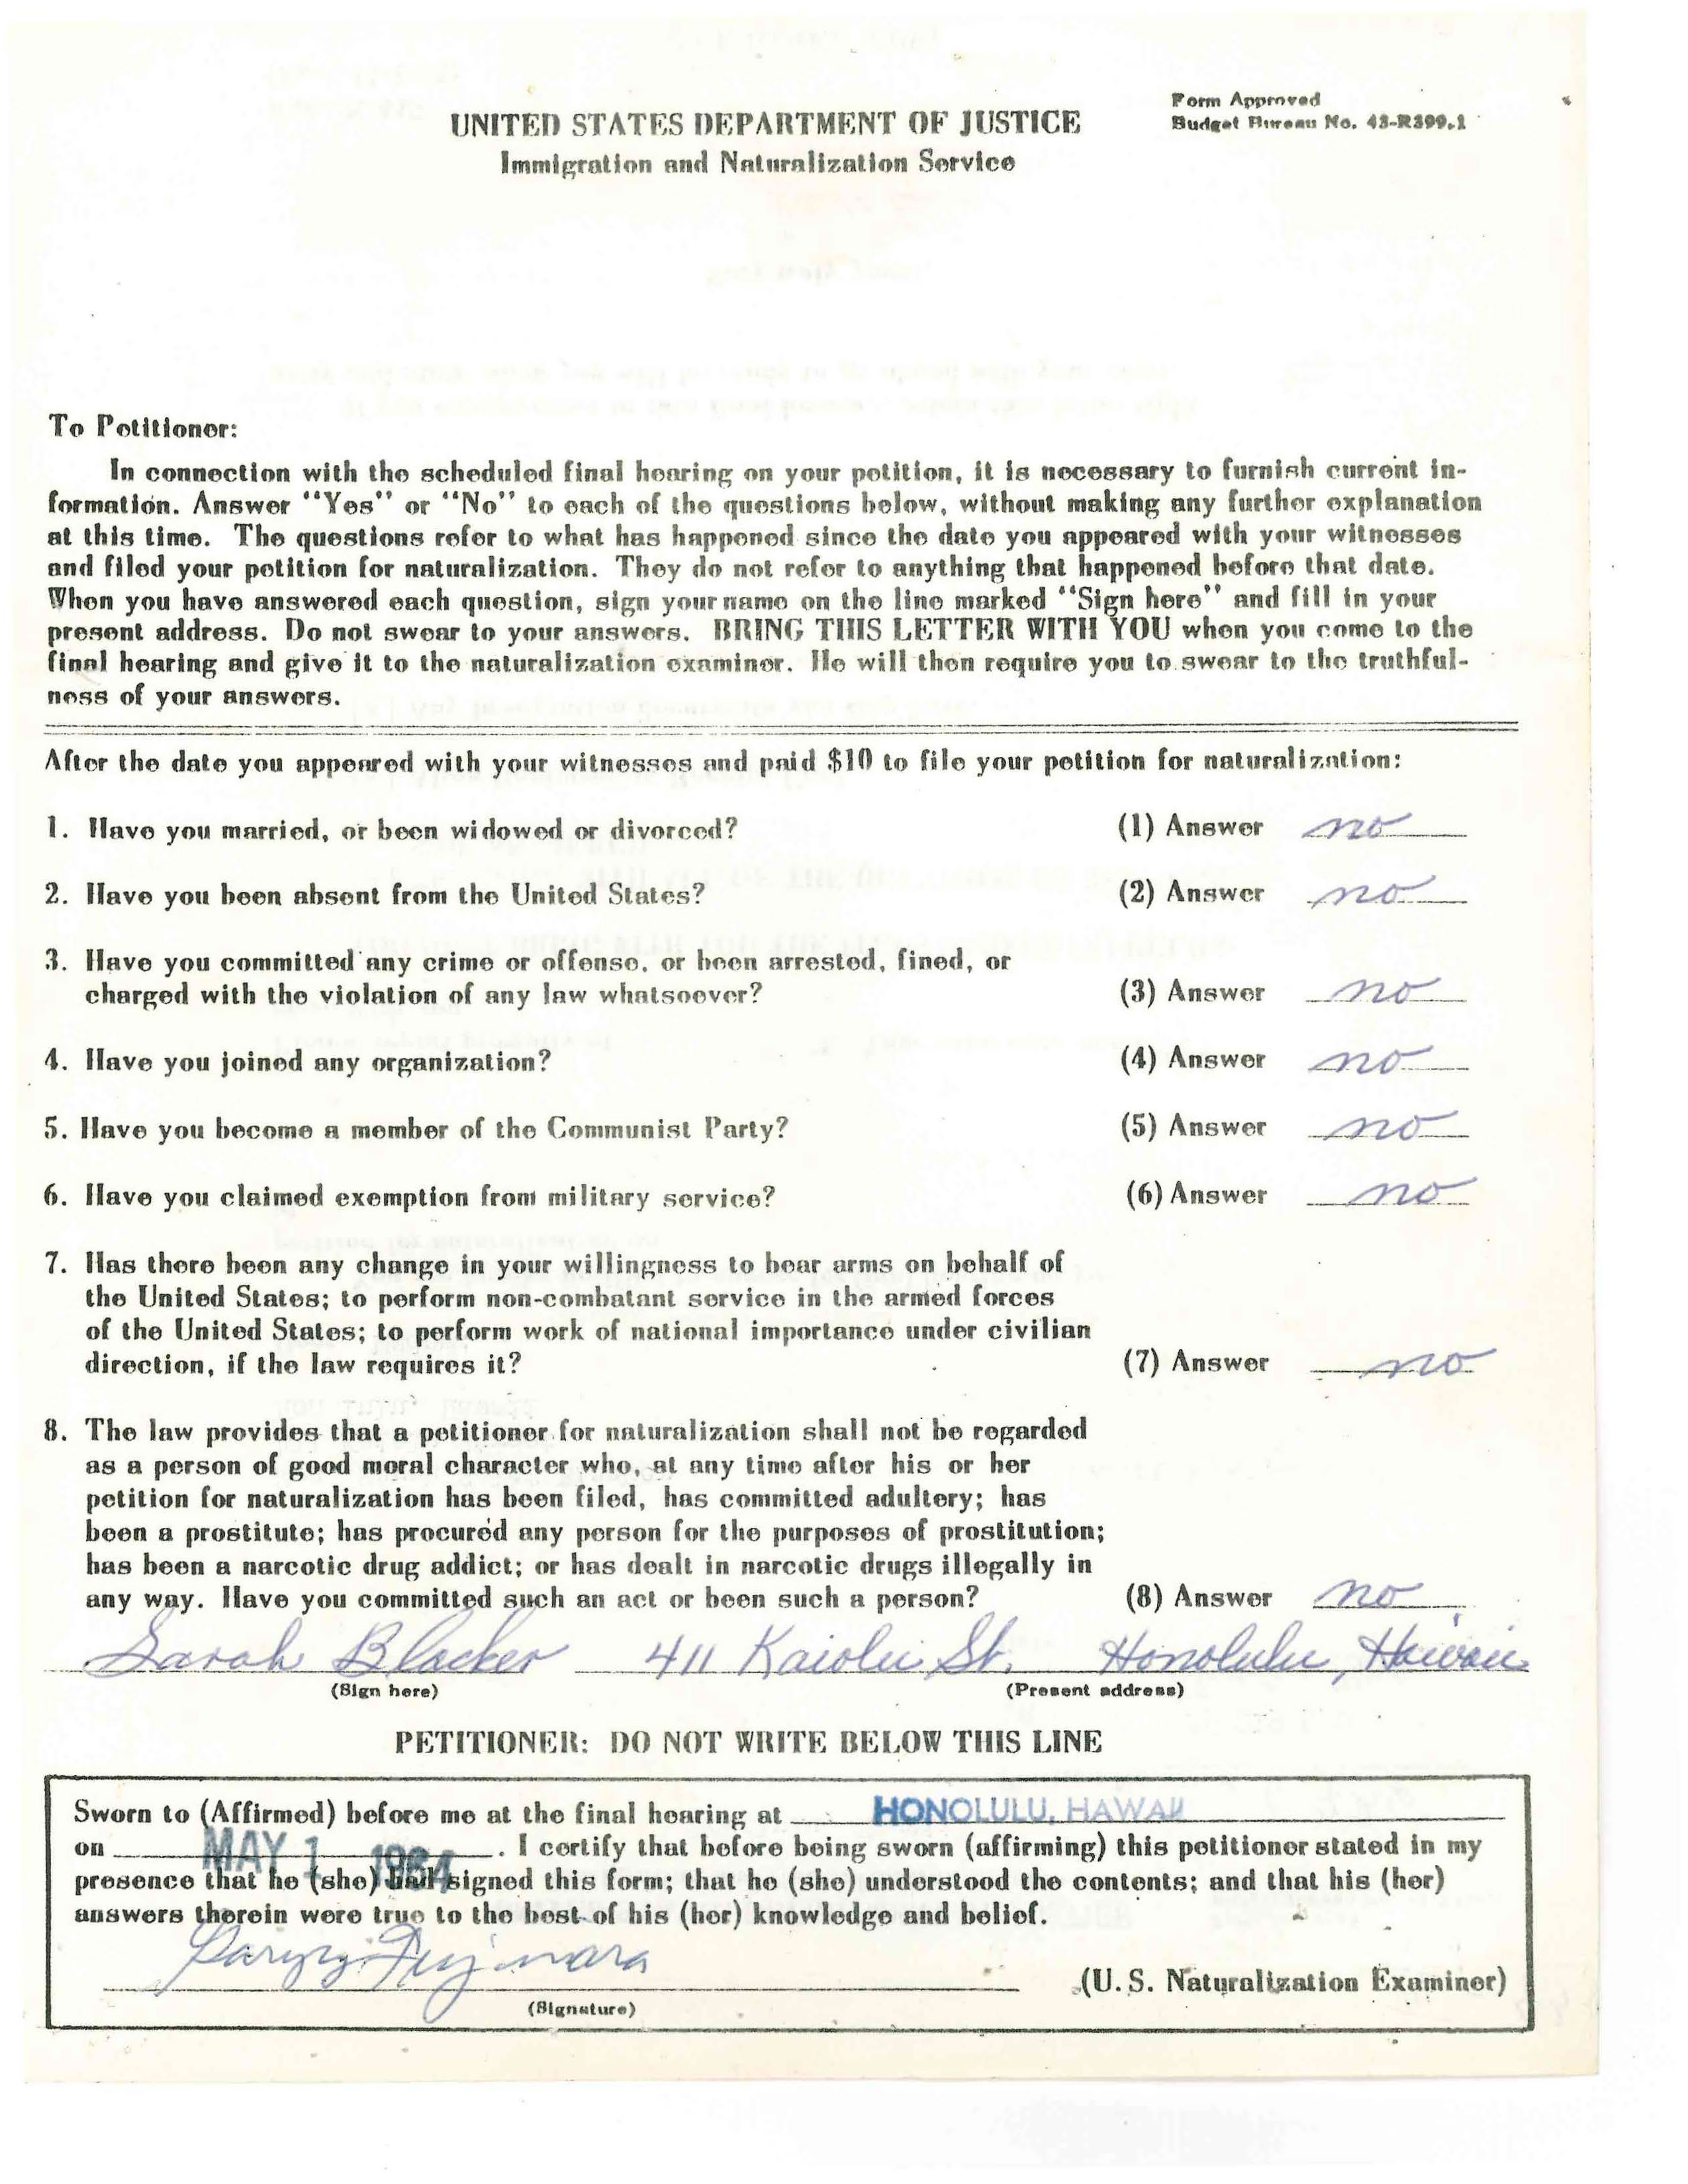 UNITED STATES DEPARTMENT OF JUSTICE
Immigration and Naturalization Service
Form Approved
Budget Bureau No. 43-R399.1
To Petitioner:
In connection with the scheduled final hearing on your petition, it is necessary to furnish current in-
formation. Answer "Yes" or "No" to each of the questions below, without making any further explanation
at this time. The questions refer to what has happened since the date you appeared with your witnesses
and filed your petition for naturalization. They do not refer to anything that happened before that date.
When you have answered each question, sign your name on the line marked "Sign here" and fill in your
present address. Do not swear to your answers. BRING THIS LETTER WITH YOU when you come to the
final hearing and give it to the naturalization examiner. He will then require you to swear to the truthful-
ness of your answers.
After the date you appeared with your witnesses and paid $10 to file your petition for naturalization:
1. Have you married, or been widowed or divorced? (1) Answer no
2. Have you been absent from the United States? (2) Answer no
3. Have you committed any crime or offense, or been arrested, fined, or
charged with the violation of any law whatsoever? (3) Answer no
4. Have you joined any organization? (4) Answer no
5. Have you become a member of the Communist Party? (5) Answer no
6. Have you claimed exemption from military service? (6) Answer no
7. Has there been any change in your willingness to bear arms on behalf of
the United States; to perform non-combatant service in the armed forces
of the United States; to perform work of national importance under civilian
direction, if the law requires it? (7) Answer no
8. The law provides that a petitioner for naturalization shall not be regarded
as a person of good moral character who, at any time after his or her
petition for naturalization has been filed, has committed adultery; has
been a prostitute; has procured any person for the purposes of prostitution;
has been a narcotic drug addict; or has dealt in narcotic drugs illegally in
any way. Have you committed such an act or been such a person? (8) Answer no
Sarah Blacker 411 Kaiolu St. Honolulu, Hawaii
(Sign here) (Present address)
PETITIONER: DO NOT WRITE BELOW THIS LINE
Sworn to (Affirmed) before me at the final hearing at HONOLULU, HAWAII
on MAY 1 1964. I certify that before being sworn (affirming) this petitioner stated in my
presence that he (she) had signed this form; that he (she) understood the contents; and that his (her)
answers therein were true to the best of his (her) knowledge and belief.
Fujiwara
(U. S. Naturalization Examiner)
(Signature)